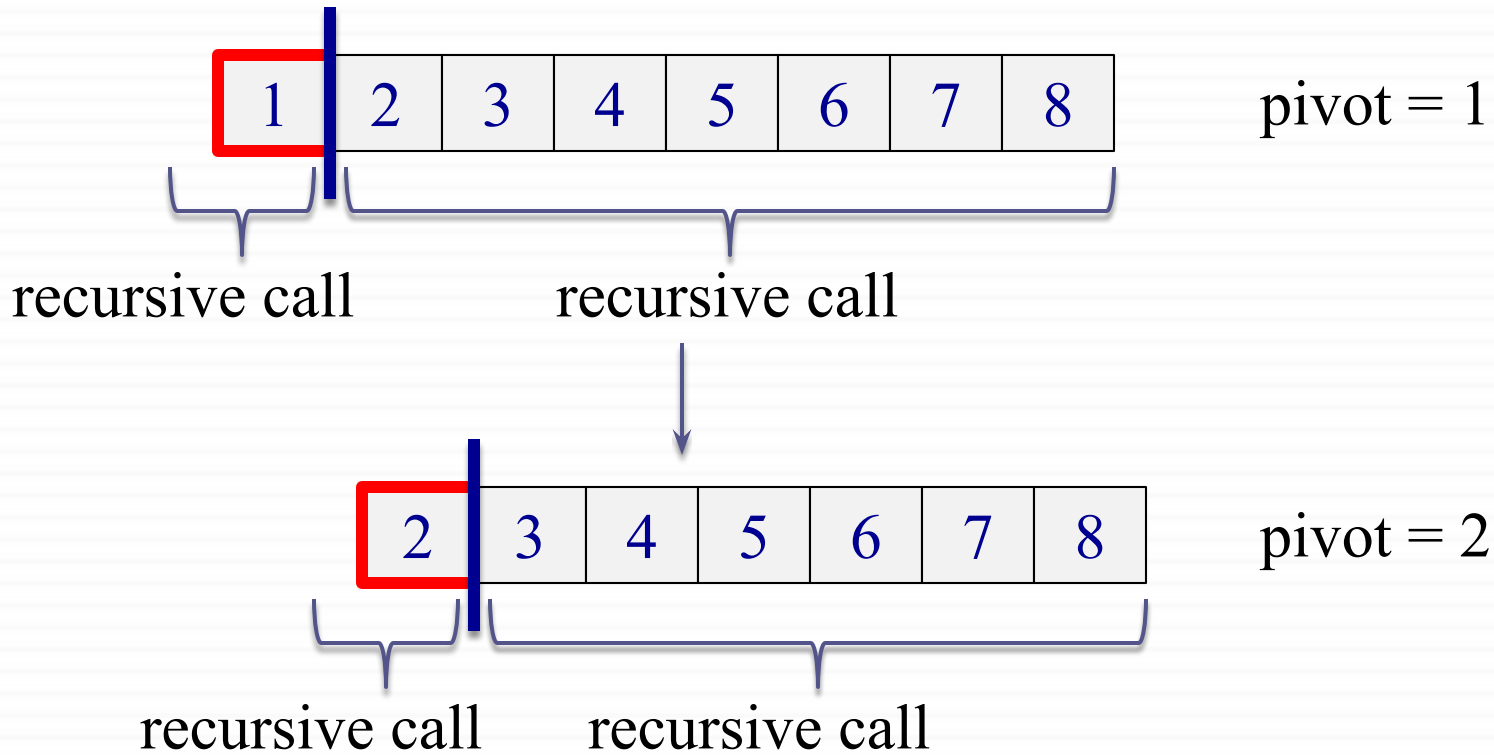 1 2 3 4 5 6 7 8 pivot = 1
recursive call recursive call
2 3 4 5 6 7 8 pivot = 2
recursive call recursive call